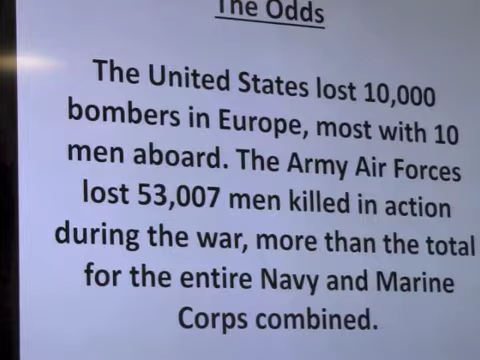 The Odds
The United States lost 10,000
bombers in Europe, most with 10
men aboard. The Army Air Forces
lost 53,007 men killed in action
during the war, more than the total
for the entire Navy and Marine
Corps combined.